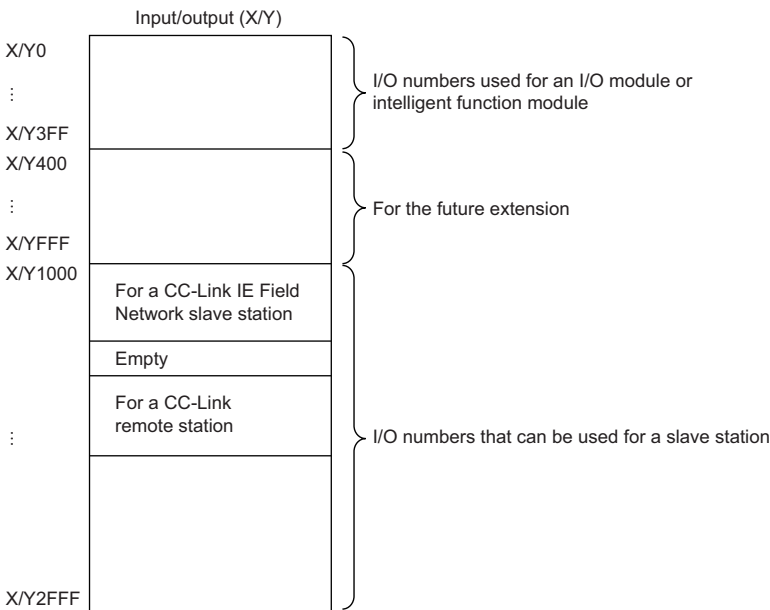 Input/output (X/Y)
X/Y0
⋮
X/Y3FF
I/O numbers used for an I/O module or
intelligent function module
X/Y400
⋮
X/YFFF
For the future extension
X/Y1000
For a CC-Link IE Field
Network slave station
Empty
For a CC-Link
remote station
⋮
I/O numbers that can be used for a slave station
X/Y2FFF